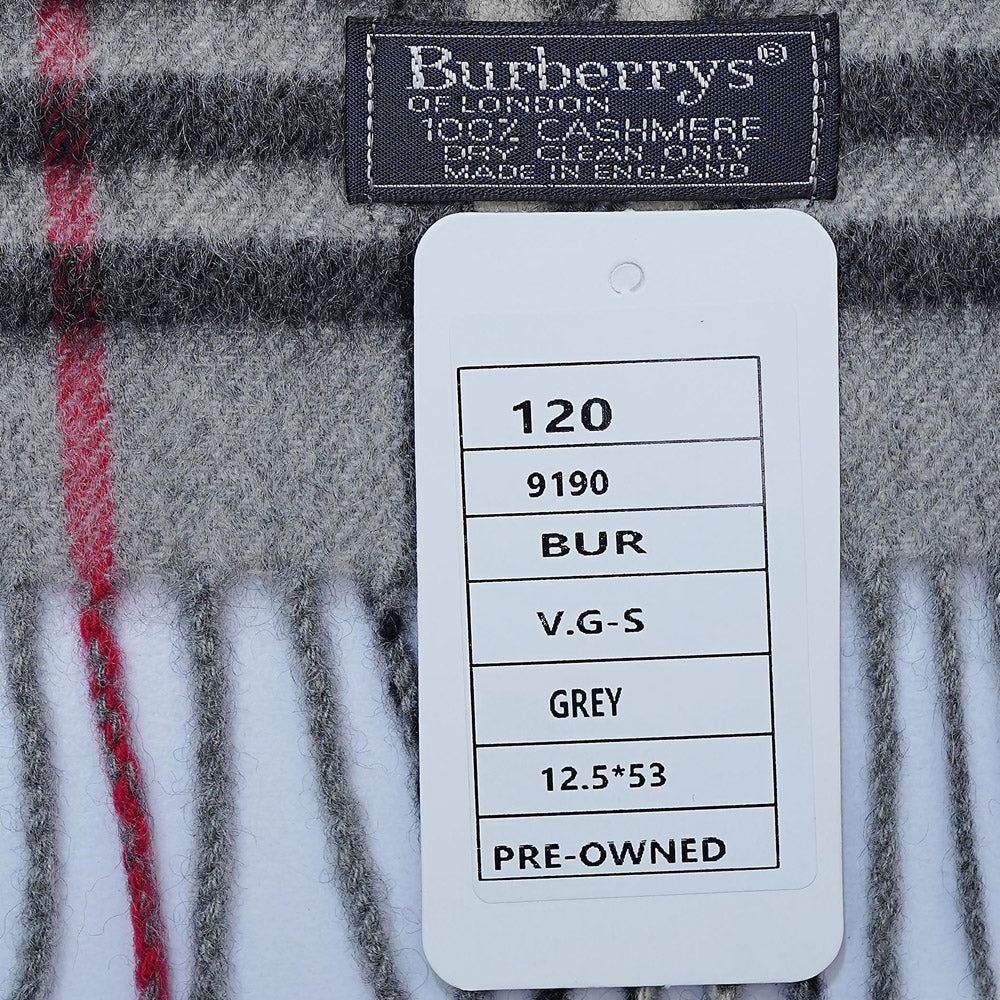 Burberrys®
OF LONDON
100% CASHMERE
DRY CLEAN ONLY
MADE IN ENGLAND
120
9190
BUR
V.G-S
GREY
12.5*53
PRE-OWNED